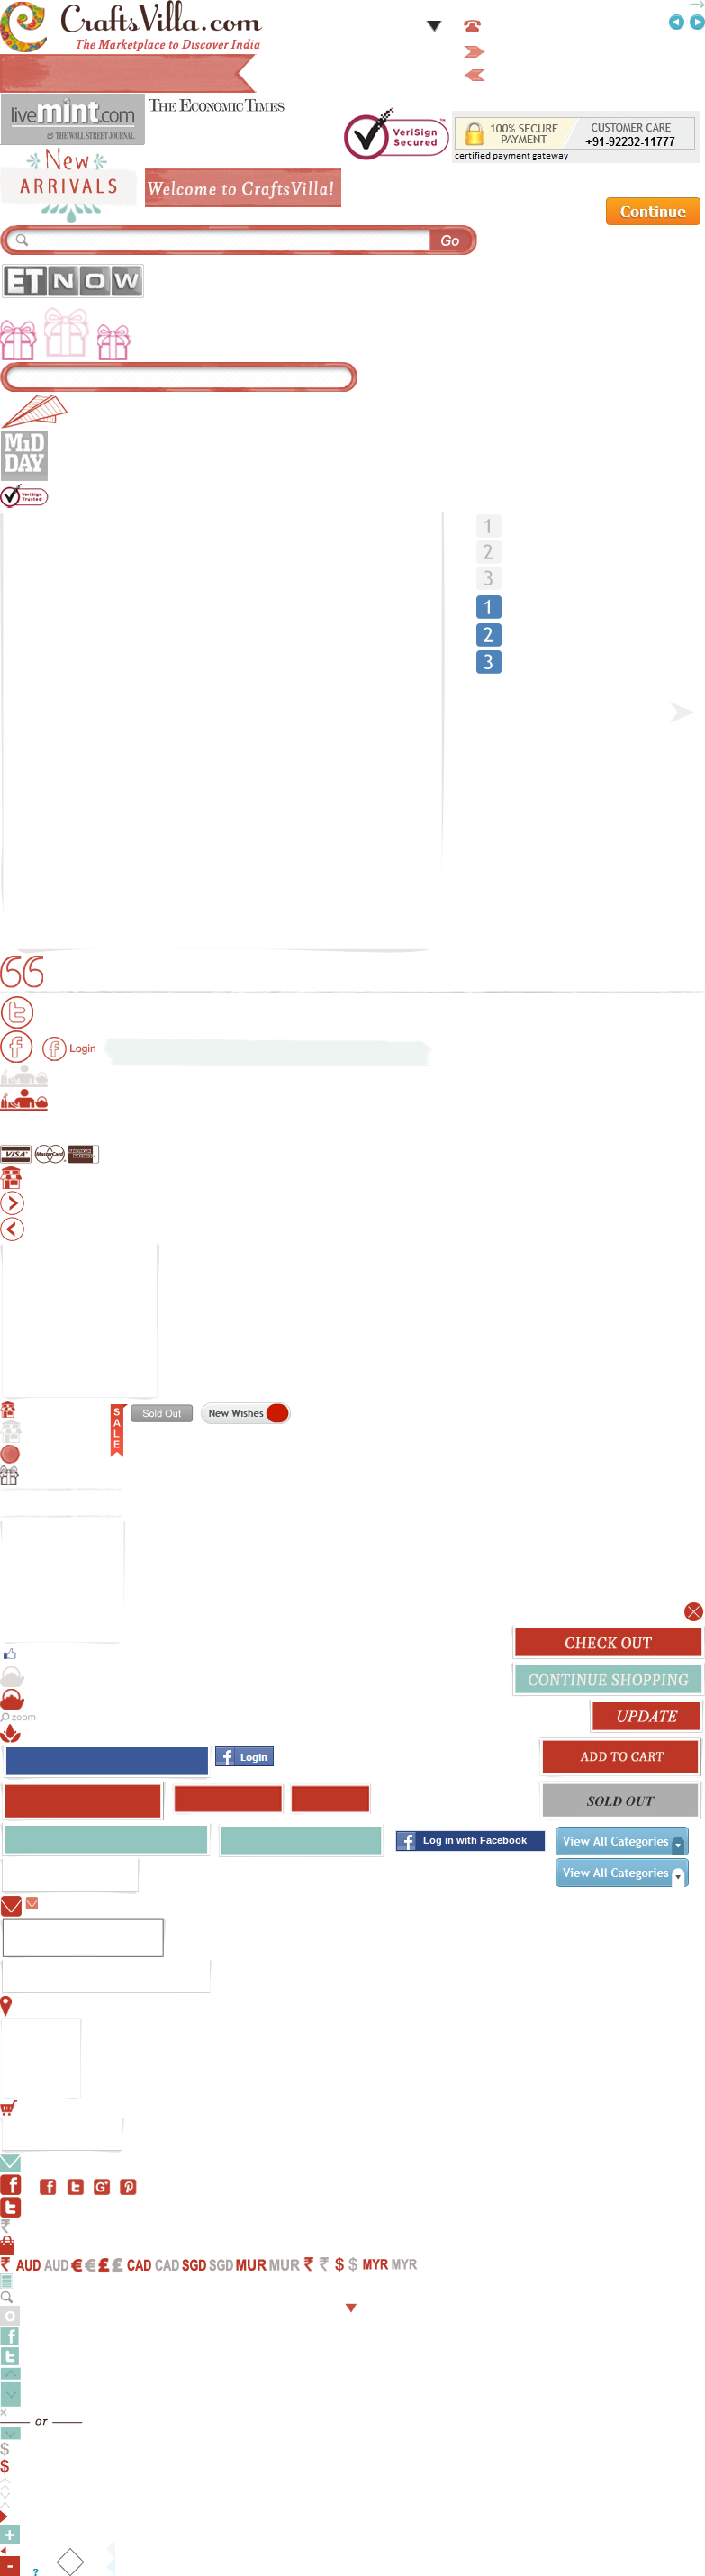 CraftsVilla.com
The Marketplace to Discover India
livemint.com
& THE WALL STREET JOURNAL
THE ECONOMIC TIMES
VeriSign
Secured
100% SECURE
PAYMENT
CUSTOMER CARE
+91-92232-11777
certified payment gateway
New
ARRIVALS
Welcome to CraftsVilla!
Continue
Go
ET NOW
MiD
DAY
VeriSign
Trusted
1
2
3
1
2
3
Login
VISA MasterCard
SALE
Sold Out
New Wishes
CHECK OUT
CONTINUE SHOPPING
zoom
UPDATE
Login
ADD TO CART
SOLD OUT
Log in with Facebook
View All Categories
View All Categories
₹
₹ AUD AUD € € £ £ CAD CAD SGD SGD MUR MUR ₹ ₹ $ $ MYR MYR
or
$
$
+
-
?